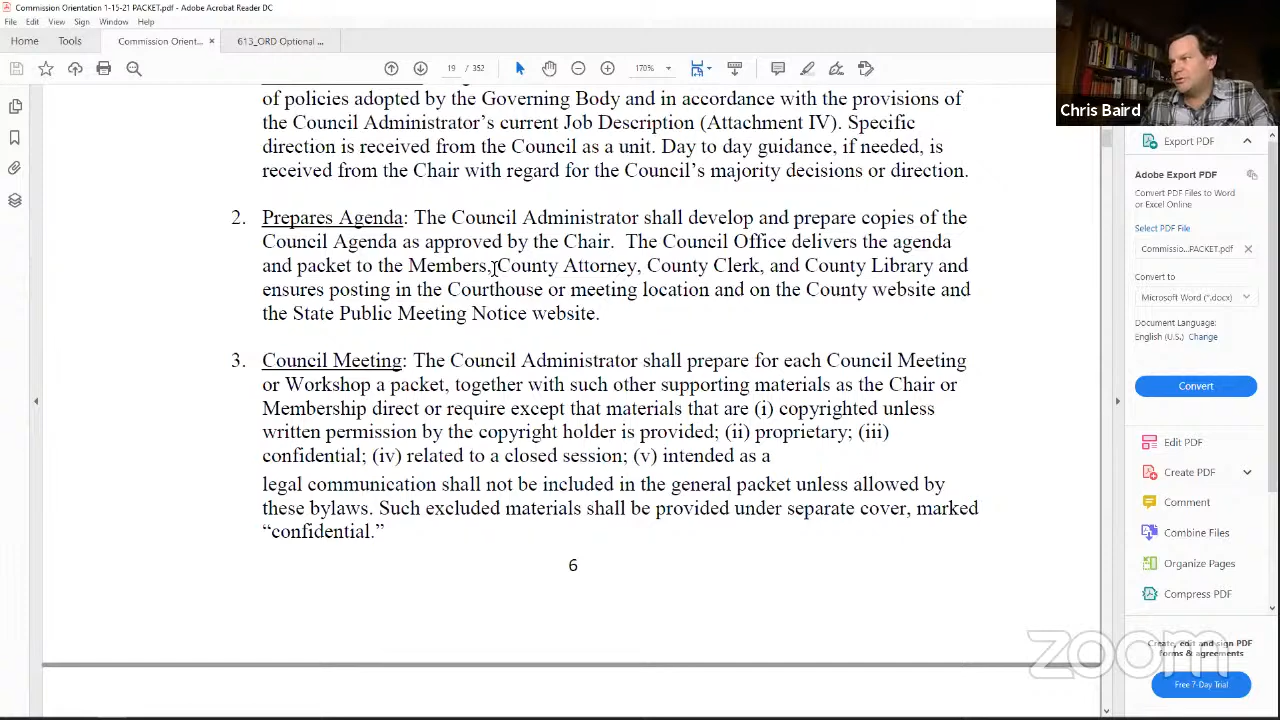 Commission Orientation 1-15-21 PACKET.pdf - Adobe Acrobat Reader DC
File Edit View Sign Window Help
Home Tools Commission Orient... × 613_ORD Optional ...
19 / 352 170%
of policies adopted by the Governing Body and in accordance with the provisions of
the Council Administrator's current Job Description (Attachment IV). Specific
direction is received from the Council as a unit. Day to day guidance, if needed, is
received from the Chair with regard for the Council's majority decisions or direction.
2. Prepares Agenda: The Council Administrator shall develop and prepare copies of the
Council Agenda as approved by the Chair. The Council Office delivers the agenda
and packet to the Members, County Attorney, County Clerk, and County Library and
ensures posting in the Courthouse or meeting location and on the County website and
the State Public Meeting Notice website.
3. Council Meeting: The Council Administrator shall prepare for each Council Meeting
or Workshop a packet, together with such other supporting materials as the Chair or
Membership direct or require except that materials that are (i) copyrighted unless
written permission by the copyright holder is provided; (ii) proprietary; (iii)
confidential; (iv) related to a closed session; (v) intended as a
legal communication shall not be included in the general packet unless allowed by
these bylaws. Such excluded materials shall be provided under separate cover, marked
“confidential.”
6
Chris Baird
Export PDF
Adobe Export PDF
Convert PDF Files to Word
or Excel Online
Select PDF File
Commissio...PACKET.pdf ×
Convert to
Microsoft Word (*.docx)
Document Language:
English (U.S.) Change
Convert
Edit PDF
Create PDF
Comment
Combine Files
Organize Pages
Compress PDF
Create, edit and sign PDF
forms & agreements
Free 7-Day Trial
zoom